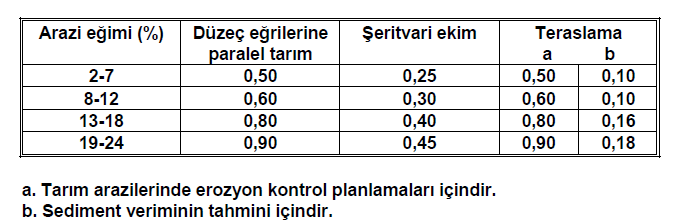 Arazi eğimi (%) Düzeç eğrilerine paralel tarım Şeritvari ekim Teraslama
a b
2-7 0,50 0,25 0,50 0,10
8-12 0,60 0,30 0,60 0,10
13-18 0,80 0,40 0,80 0,16
19-24 0,90 0,45 0,90 0,18
a. Tarım arazilerinde erozyon kontrol planlamaları içindir.
b. Sediment veriminin tahmini içindir.